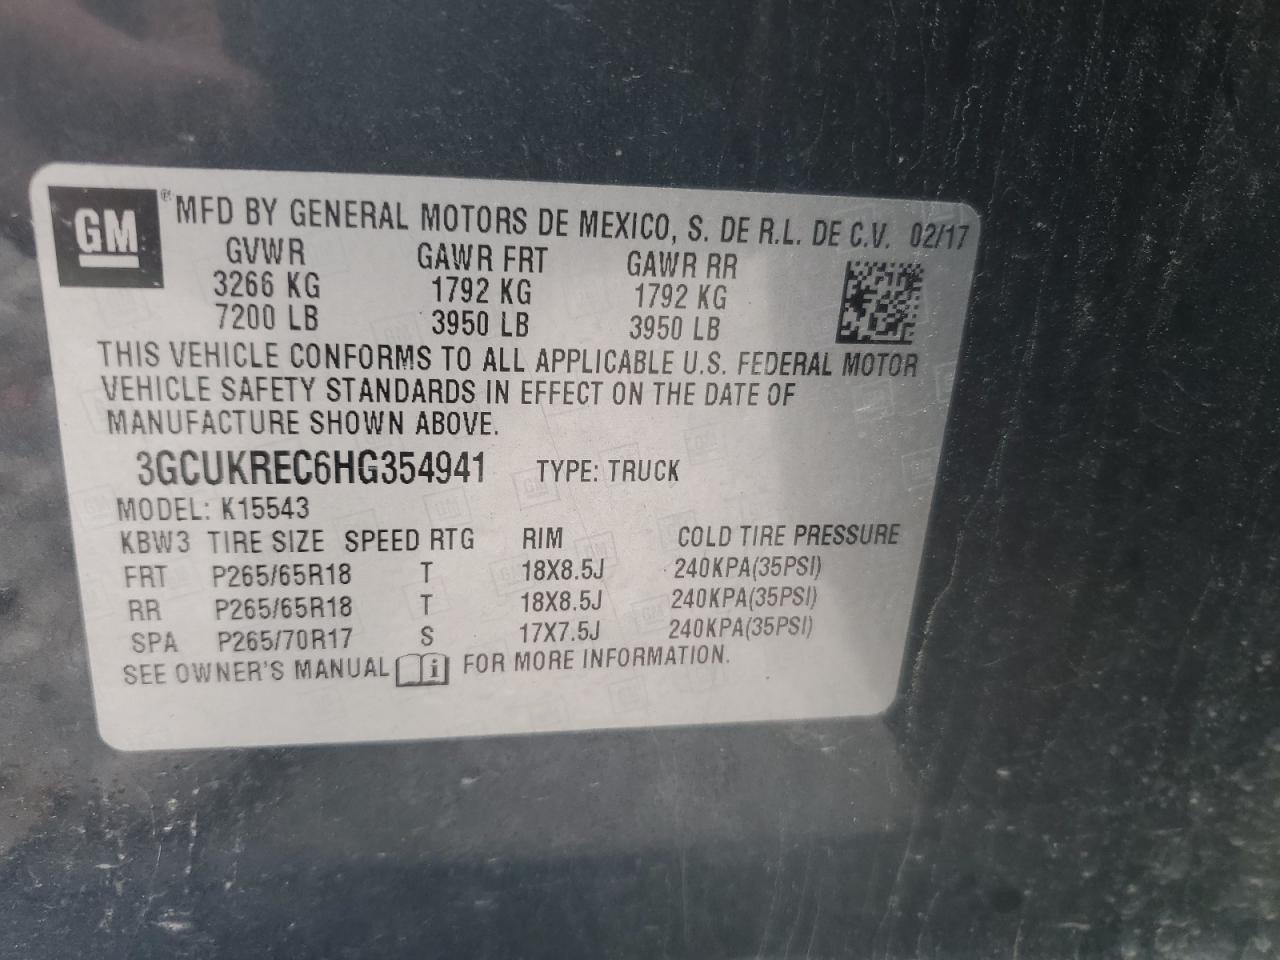 GM ® MFD BY GENERAL MOTORS DE MEXICO, S. DE R.L. DE C.V. 02/17
GVWR GAWR FRT GAWR RR
3266 KG 1792 KG 1792 KG
7200 LB 3950 LB 3950 LB
THIS VEHICLE CONFORMS TO ALL APPLICABLE U.S. FEDERAL MOTOR
VEHICLE SAFETY STANDARDS IN EFFECT ON THE DATE OF
MANUFACTURE SHOWN ABOVE.
3GCUKREC6HG354941 TYPE: TRUCK
MODEL: K15543
KBW3 TIRE SIZE SPEED RTG RIM COLD TIRE PRESSURE
FRT P265/65R18 T 18X8.5J 240KPA(35PSI)
RR P265/65R18 T 18X8.5J 240KPA(35PSI)
SPA P265/70R17 S 17X7.5J 240KPA(35PSI)
SEE OWNER'S MANUAL i FOR MORE INFORMATION.